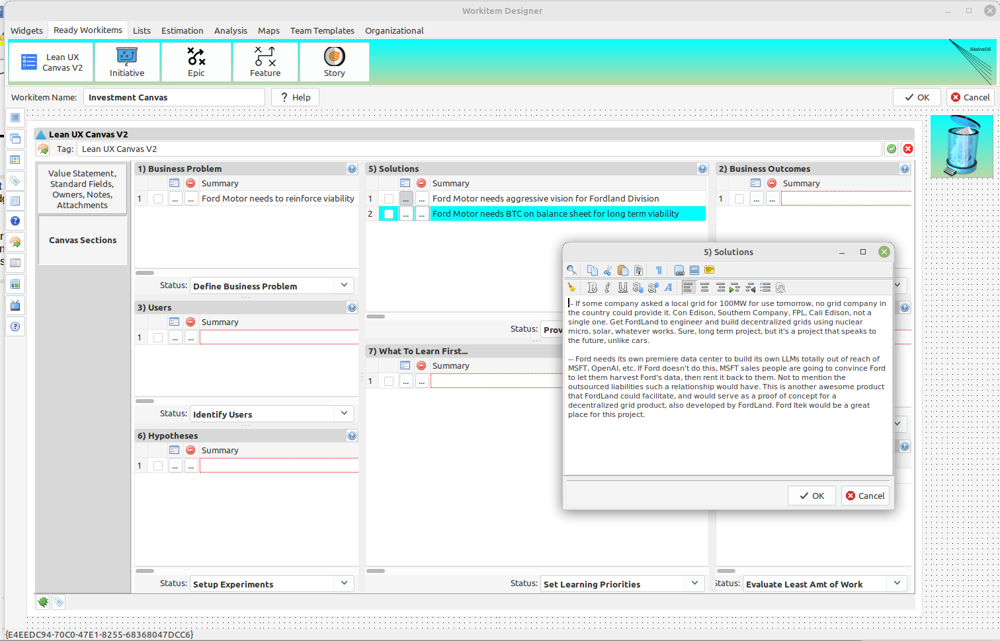 Workitem Designer
Widgets Ready Workitems Lists Estimation Analysis Maps Team Templates Organizational
Lean UX
Canvas V2
Initiative
Epic
Feature
Story
SitelineOS
Workitem Name: Investment Canvas ? Help OK Cancel
Lean UX Canvas V2
Tag: Lean UX Canvas V2
Value Statement,
Standard Fields,
Owners, Notes,
Attachments
Canvas Sections
1) Business Problem
Summary
1 ... ... Ford Motor needs to reinforce viability
Status: Define Business Problem
3) Users
Summary
1 ... ...
Status: Identify Users
6) Hypotheses
Summary
1 ... ...
Status: Setup Experiments
5) Solutions
Summary
1 ... ... Ford Motor needs aggressive vision for Fordland Division
2 ... ... Ford Motor needs BTC on balance sheet for long term viability
Status: Prov
7) What To Learn First...
Summary
1 ... ...
Status: Set Learning Priorities
2) Business Outcomes
Summary
1 ... ...
Status: Evaluate Least Amt of Work
5) Solutions
-- If some company asked a local grid for 100MW for use tomorrow, no grid company in
the country could provide it. Con Edison, Southern Company, FPL, Cali Edison, not a
single one. Get FordLand to engineer and build decentralized grids using nuclear
micro, solar, whatever works. Sure, long term project, but it's a project that speaks to
the future, unlike cars.
-- Ford needs its own premiere data center to build its own LLMs totally out of reach of
MSFT, OpenAI, etc. If Ford doesn't do this, MSFT sales people are going to convince Ford
to let them harvest Ford's data, then rent it back to them. Not to mention the
outsourced liabilities such a relationship would have. This is another awesome product
that FordLand could facilitate, and would serve as a proof of concept for a
decentralized grid product, also developed by FordLand. Ford Itek would be a great
place for this project.
OK Cancel
{E4EEDC94-70C0-47E1-8255-68368047DCC6}